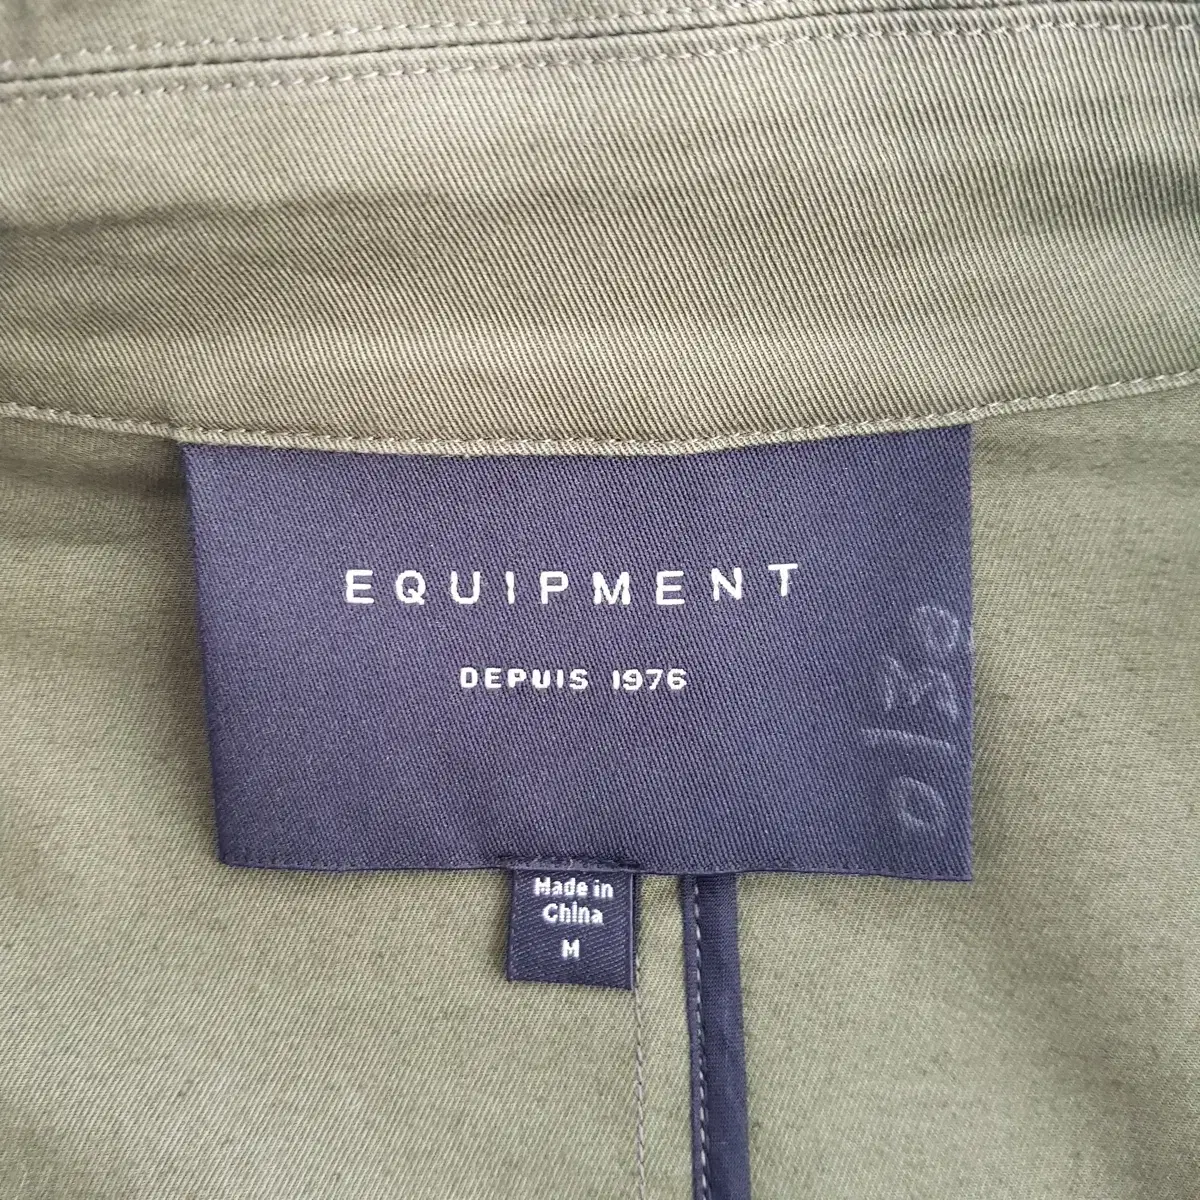 EQUIPMENT
DEPUIS 1976
Made in
China
M